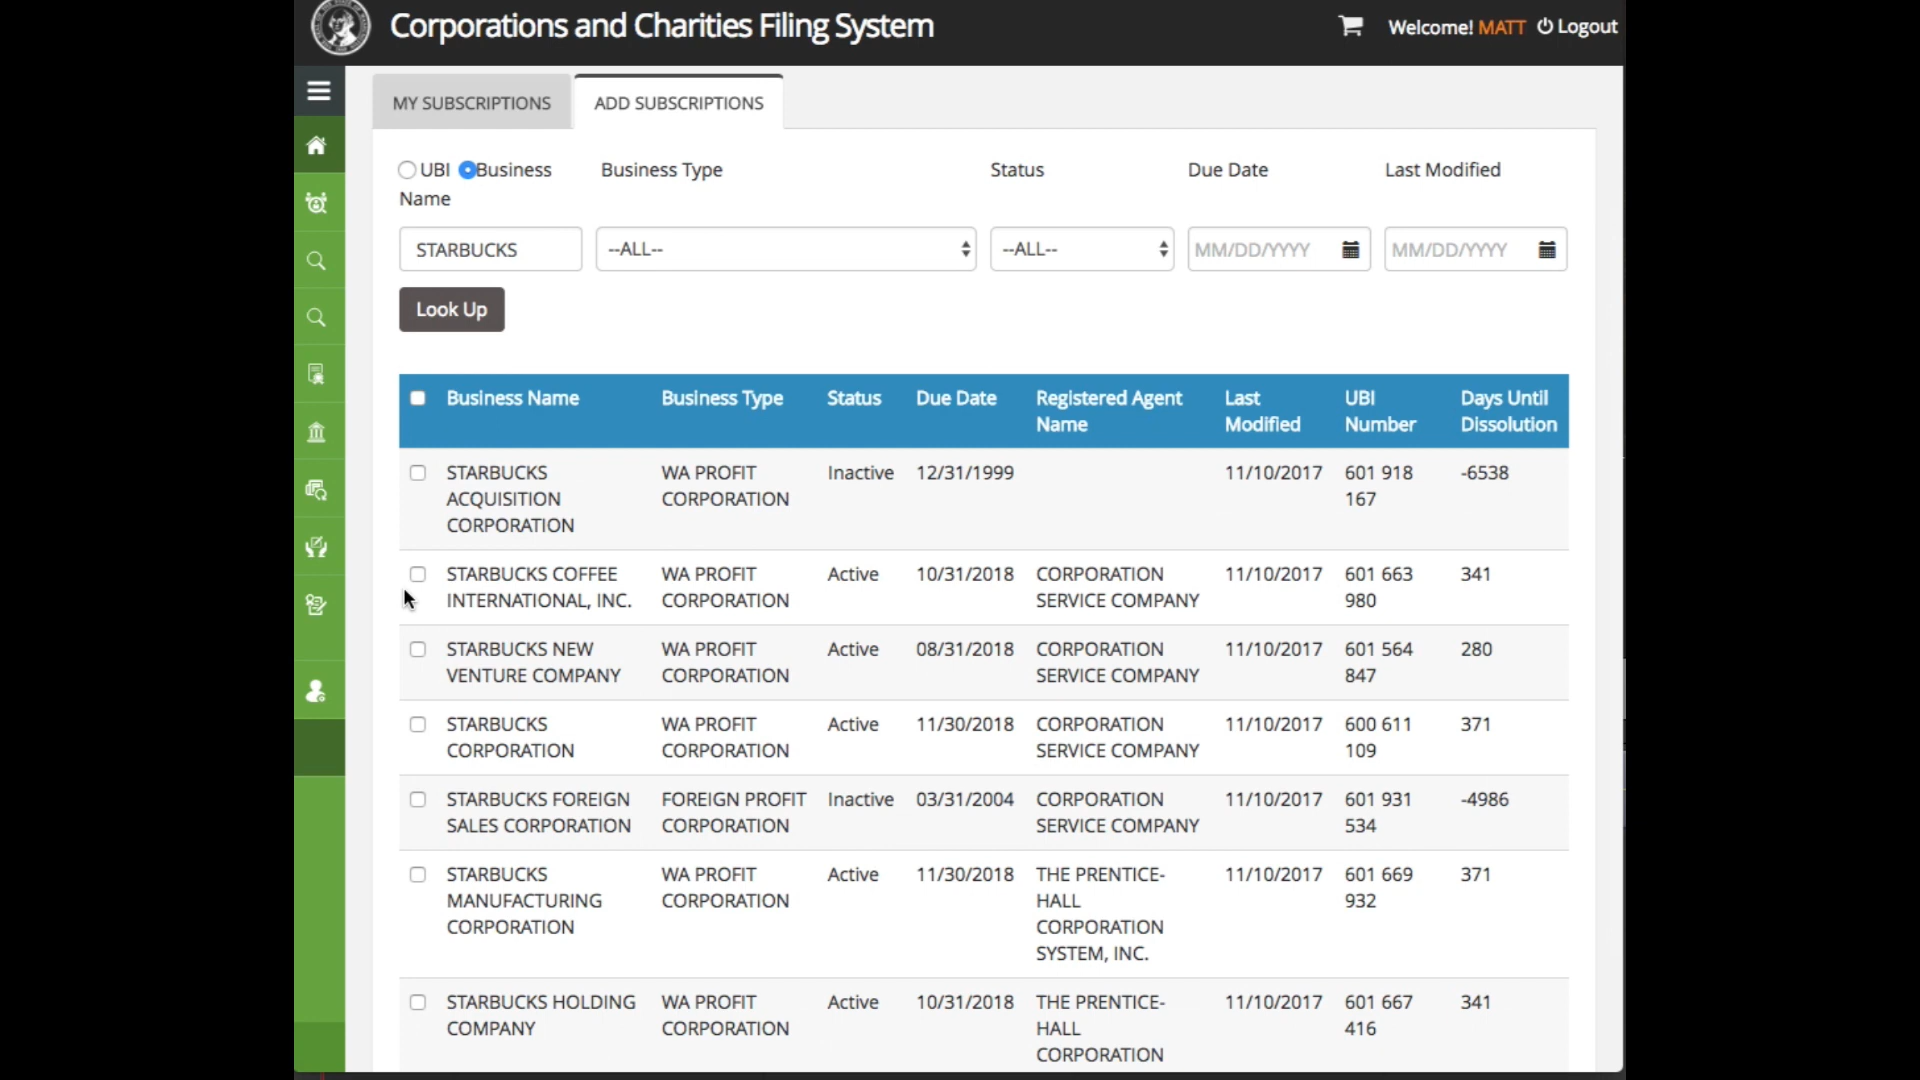 Corporations and Charities Filing System
Welcome! MATT Logout
MY SUBSCRIPTIONS ADD SUBSCRIPTIONS
UBI Business Name Business Type Status Due Date Last Modified
STARBUCKS --ALL-- --ALL-- MM/DD/YYYY MM/DD/YYYY
Look Up
Business Name Business Type Status Due Date Registered Agent Name Last Modified UBI Number Days Until Dissolution
STARBUCKS ACQUISITION CORPORATION WA PROFIT CORPORATION Inactive 12/31/1999 11/10/2017 601 918 167 -6538
STARBUCKS COFFEE INTERNATIONAL, INC. WA PROFIT CORPORATION Active 10/31/2018 CORPORATION SERVICE COMPANY 11/10/2017 601 663 980 341
STARBUCKS NEW VENTURE COMPANY WA PROFIT CORPORATION Active 08/31/2018 CORPORATION SERVICE COMPANY 11/10/2017 601 564 847 280
STARBUCKS CORPORATION WA PROFIT CORPORATION Active 11/30/2018 CORPORATION SERVICE COMPANY 11/10/2017 600 611 109 371
STARBUCKS FOREIGN SALES CORPORATION FOREIGN PROFIT CORPORATION Inactive 03/31/2004 CORPORATION SERVICE COMPANY 11/10/2017 601 931 534 -4986
STARBUCKS MANUFACTURING CORPORATION WA PROFIT CORPORATION Active 11/30/2018 THE PRENTICE-HALL CORPORATION SYSTEM, INC. 11/10/2017 601 669 932 371
STARBUCKS HOLDING COMPANY WA PROFIT CORPORATION Active 10/31/2018 THE PRENTICE-HALL CORPORATION 11/10/2017 601 667 416 341